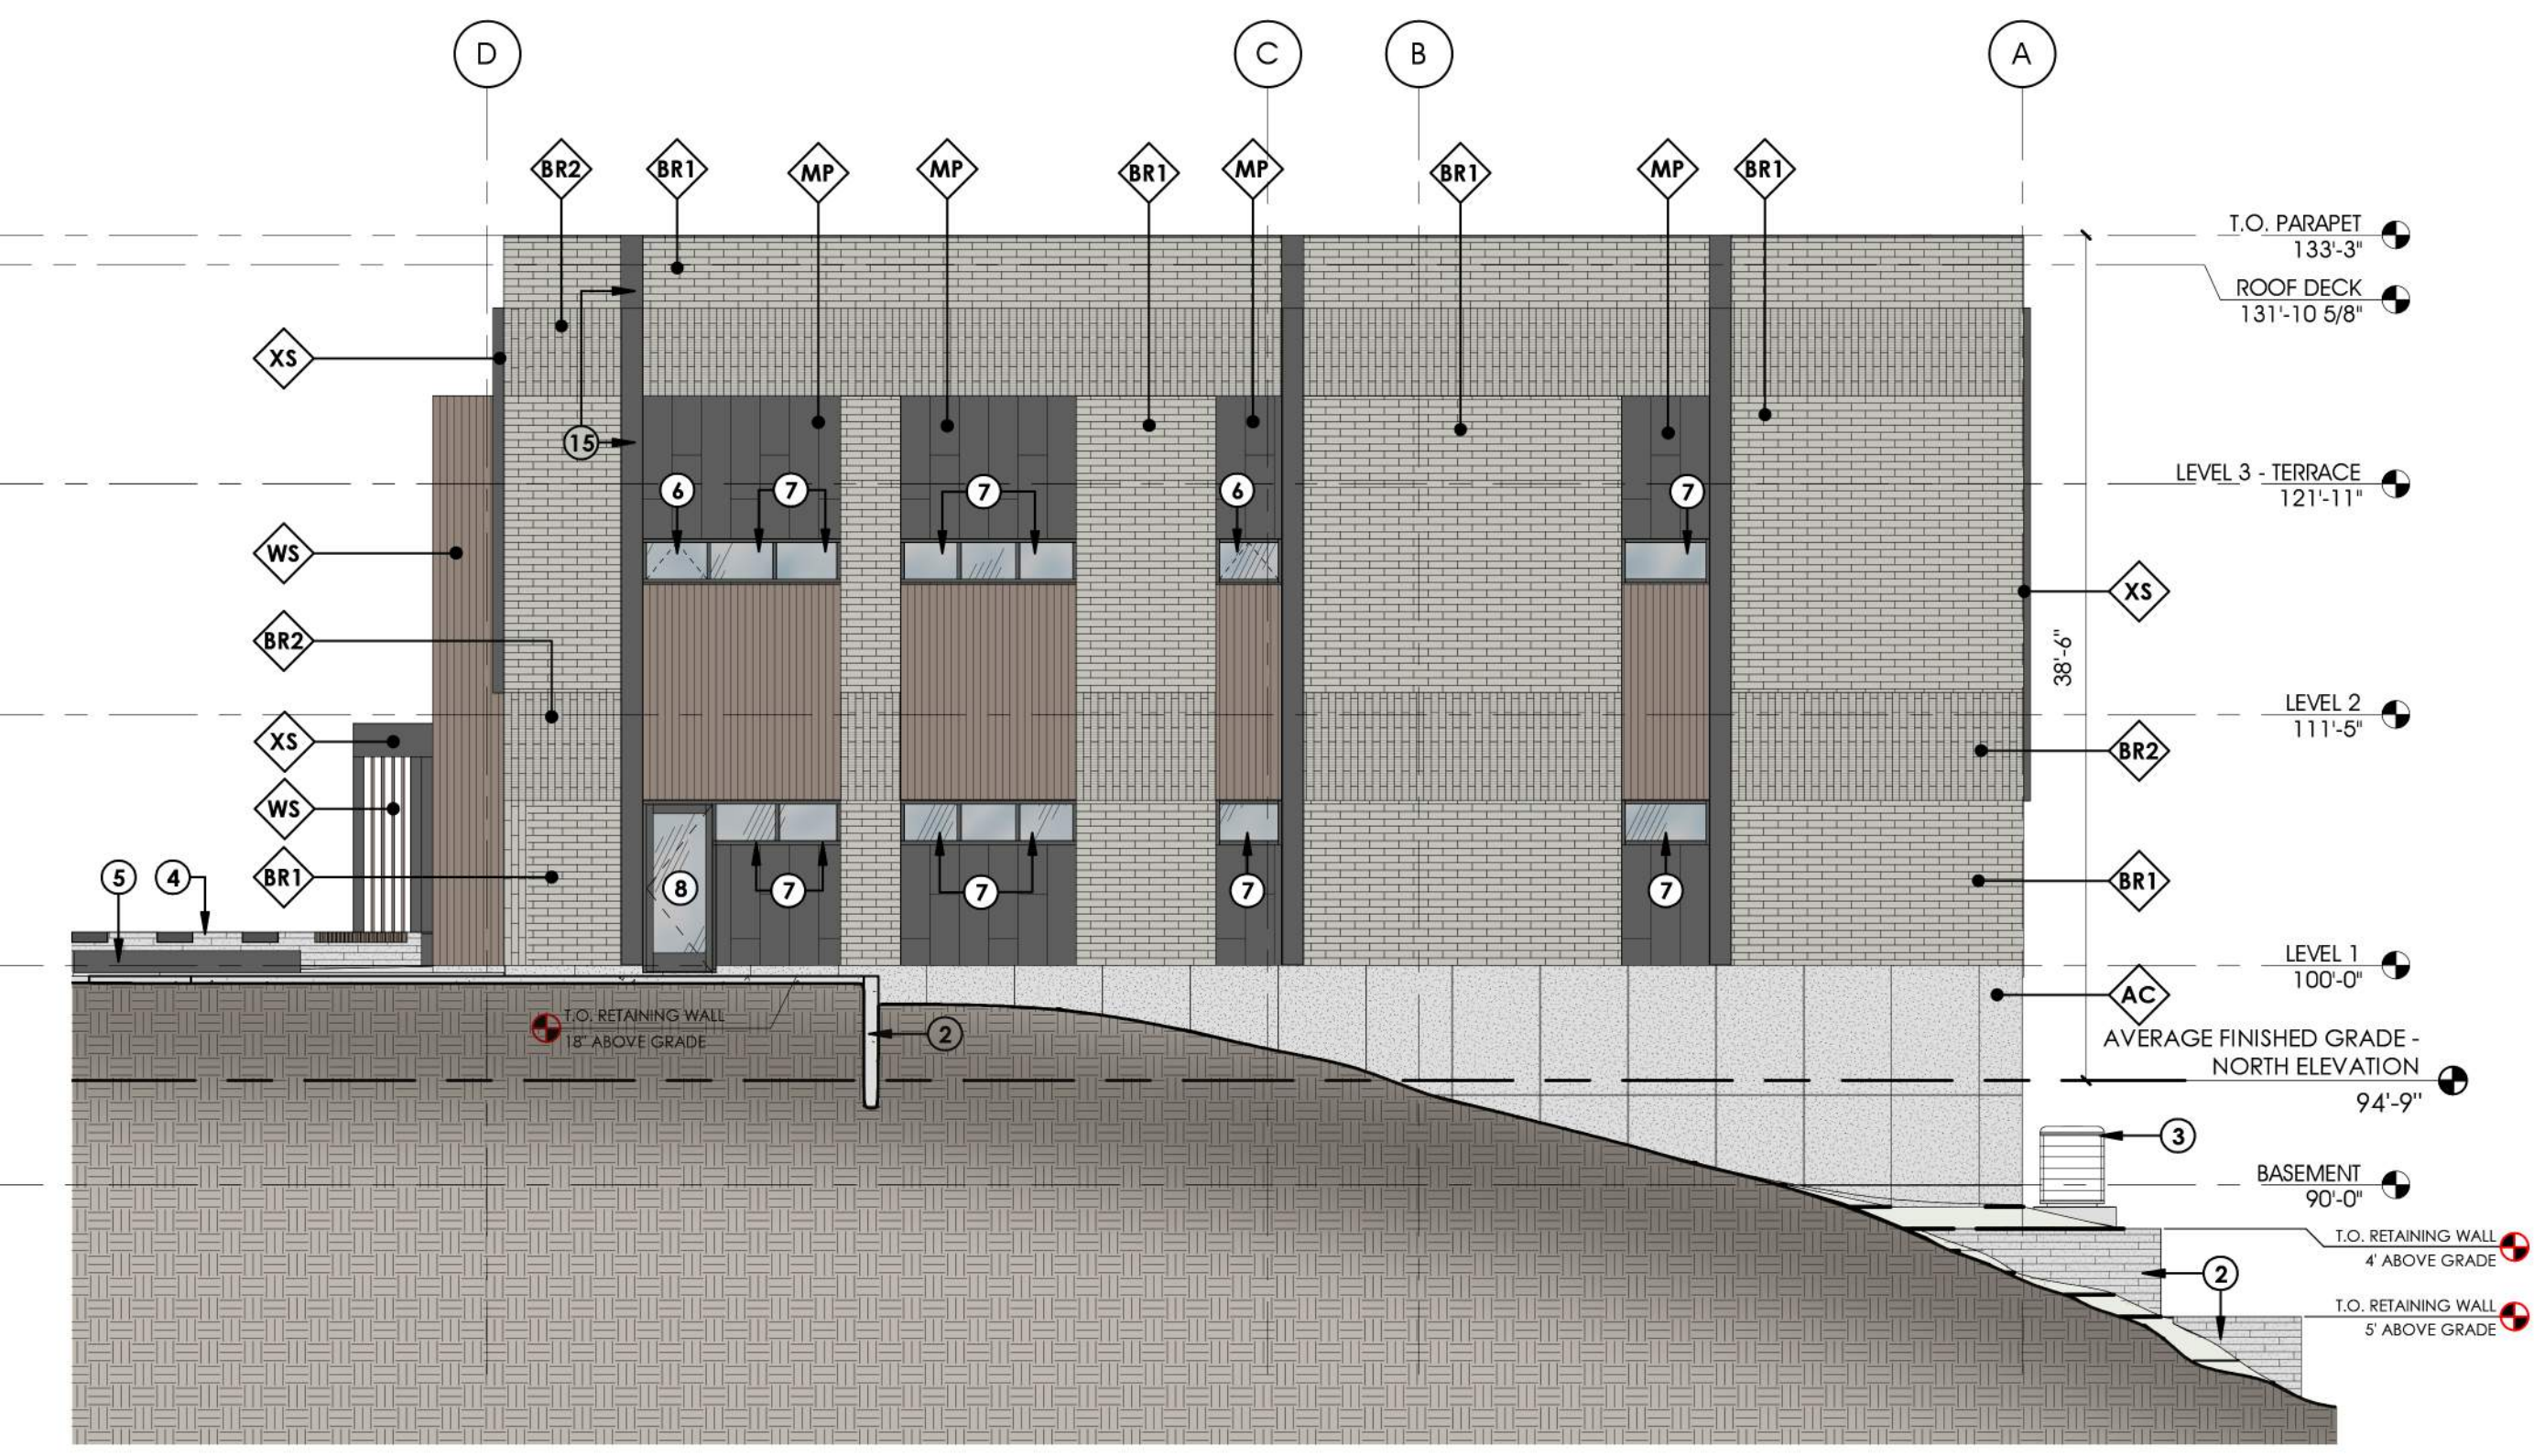 D
C
B
A
BR2
BR1
MP
MP
BR1
MP
BR1
MP
BR1
T.O. PARAPET
133'-3"
ROOF DECK
131'-10 5/8"
XS
15
LEVEL 3 - TERRACE
121'-11"
6
7
7
6
7
WS
XS
BR2
38'-6"
LEVEL 2
111'-5"
XS
BR2
WS
BR1
5
4
8
7
7
7
7
BR1
LEVEL 1
100'-0"
AC
T.O. RETAINING WALL
18" ABOVE GRADE
2
AVERAGE FINISHED GRADE -
NORTH ELEVATION
94'-9"
3
BASEMENT
90'-0"
T.O. RETAINING WALL
4' ABOVE GRADE
2
T.O. RETAINING WALL
5' ABOVE GRADE